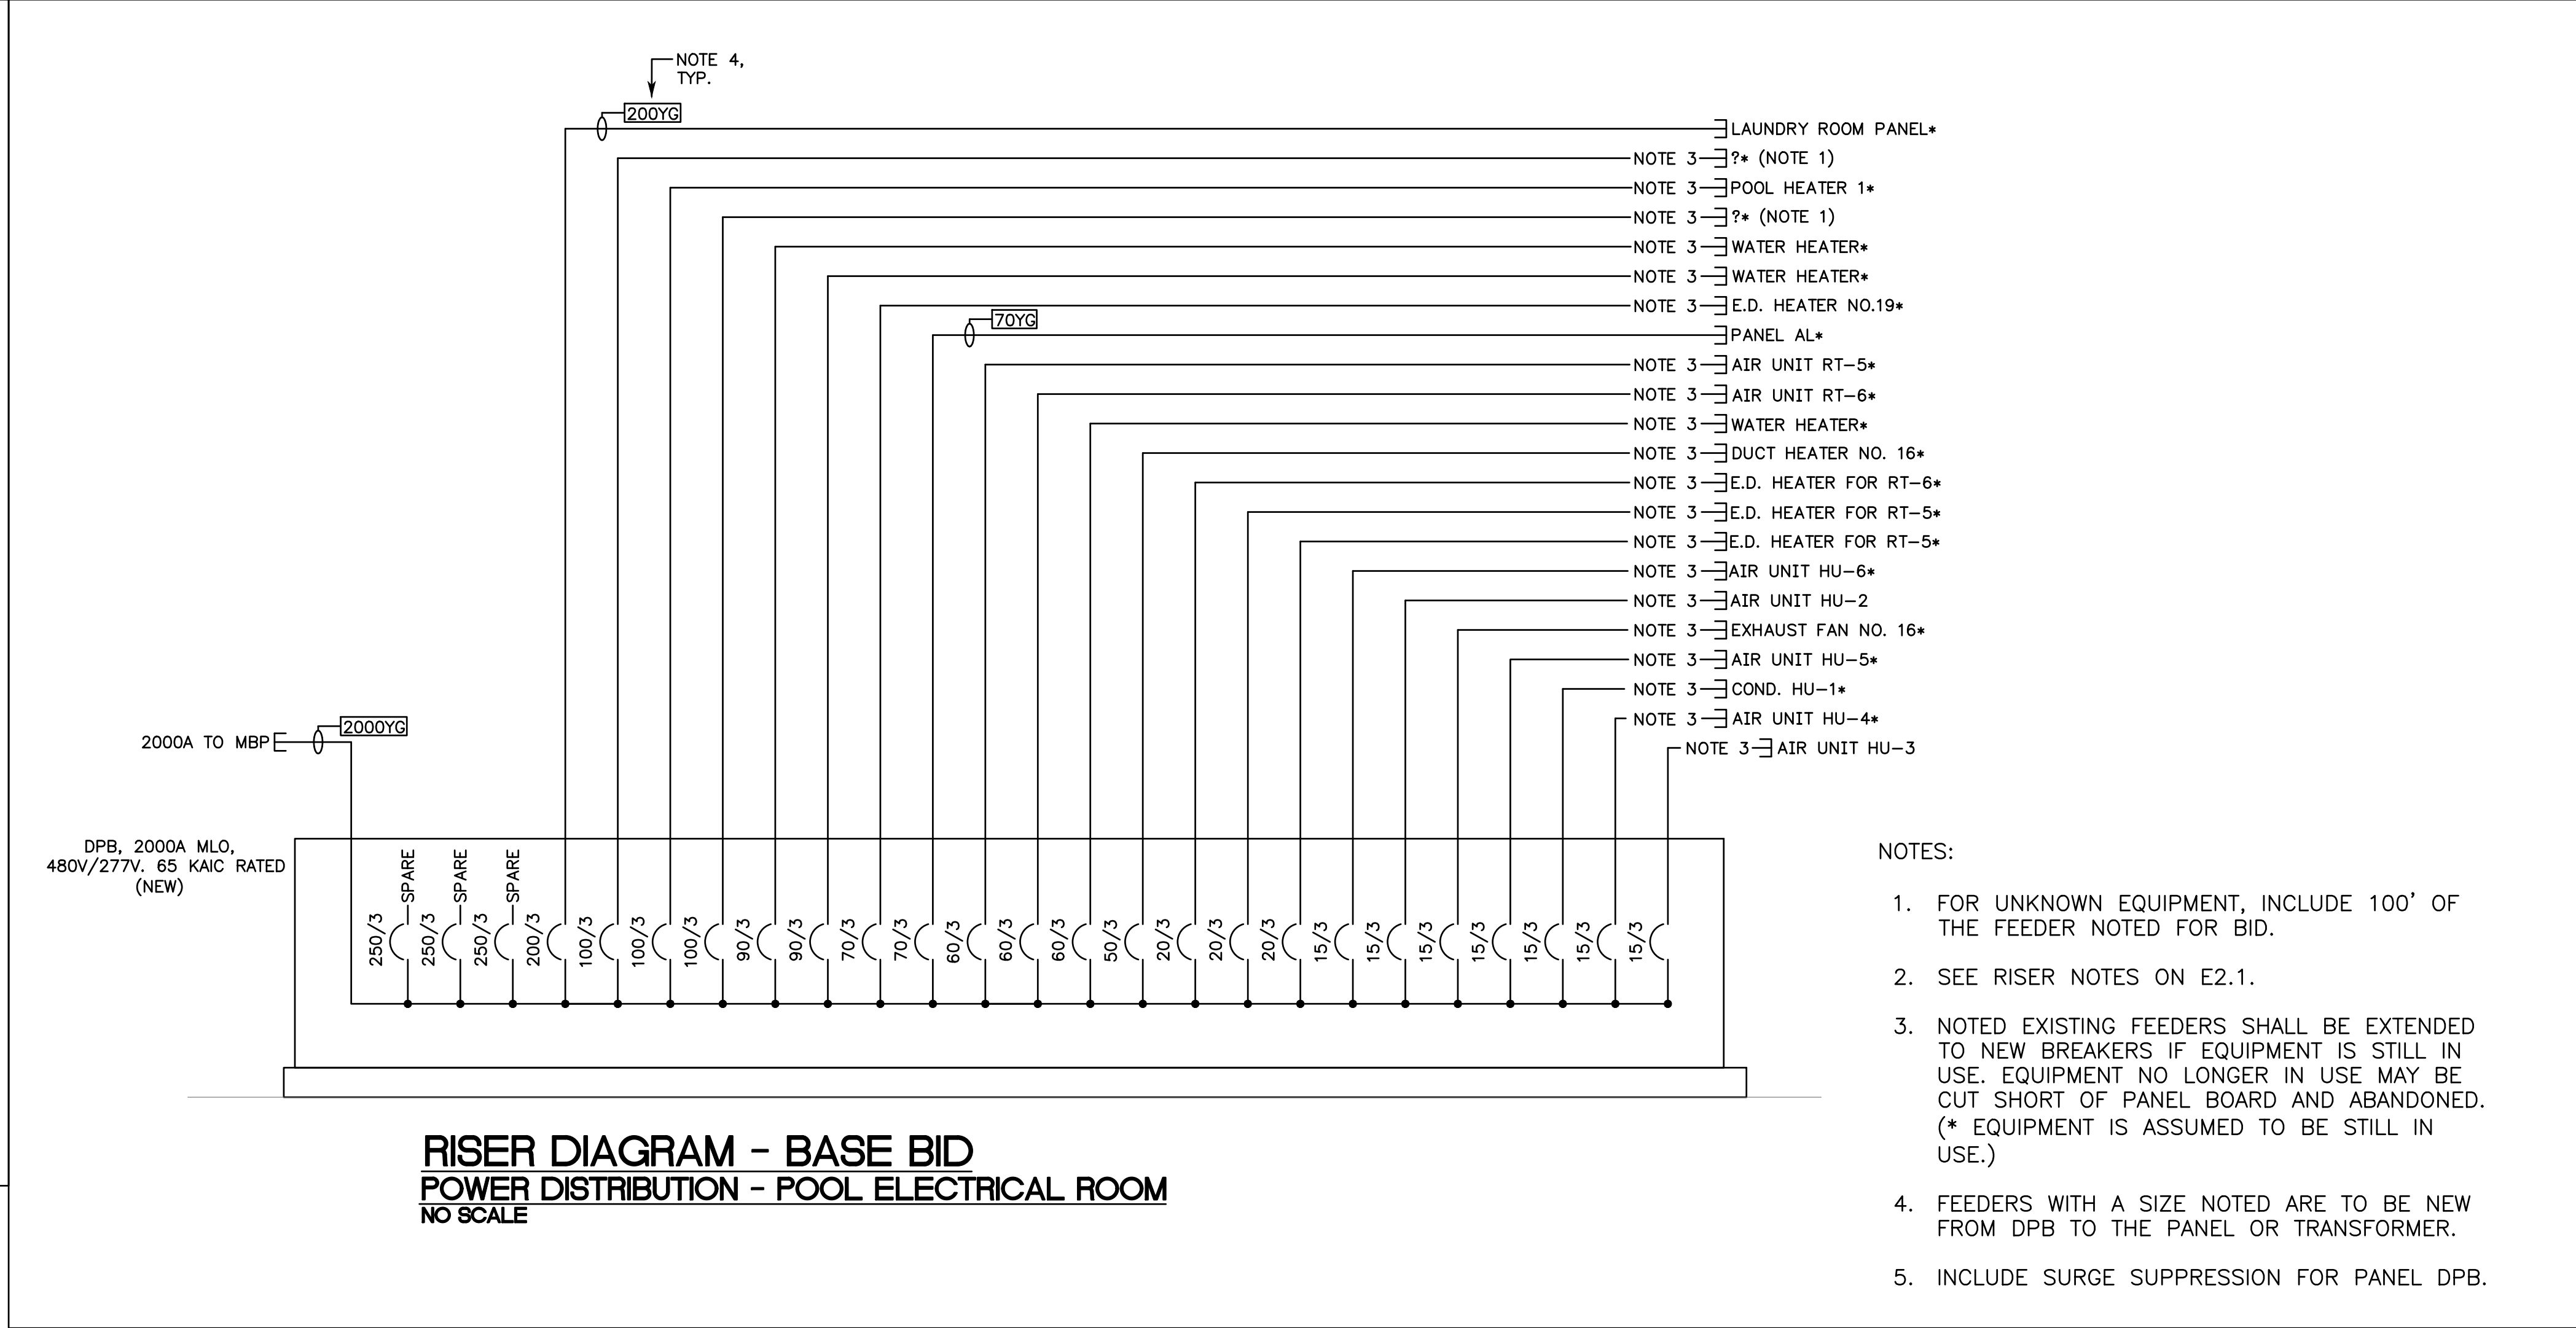 NOTE 4,
TYP.
200YG
LAUNDRY ROOM PANEL*
NOTE 3 ?* (NOTE 1)
NOTE 3 POOL HEATER 1*
NOTE 3 ?* (NOTE 1)
NOTE 3 WATER HEATER*
NOTE 3 WATER HEATER*
NOTE 3 E.D. HEATER NO.19*
70YG
PANEL AL*
NOTE 3 AIR UNIT RT-5*
NOTE 3 AIR UNIT RT-6*
NOTE 3 WATER HEATER*
NOTE 3 DUCT HEATER NO. 16*
NOTE 3 E.D. HEATER FOR RT-6*
NOTE 3 E.D. HEATER FOR RT-5*
NOTE 3 E.D. HEATER FOR RT-5*
NOTE 3 AIR UNIT HU-6*
NOTE 3 AIR UNIT HU-2
NOTE 3 EXHAUST FAN NO. 16*
NOTE 3 AIR UNIT HU-5*
NOTE 3 COND. HU-1*
NOTE 3 AIR UNIT HU-4*
NOTE 3 AIR UNIT HU-3
2000YG
2000A TO MBP
DPB, 2000A MLO,
480V/277V. 65 KAIC RATED
(NEW)
250/3
SPARE
250/3
SPARE
250/3
SPARE
200/3
100/3
100/3
100/3
90/3
90/3
70/3
70/3
60/3
60/3
60/3
50/3
20/3
20/3
20/3
15/3
15/3
15/3
15/3
15/3
15/3
15/3
RISER DIAGRAM - BASE BID
POWER DISTRIBUTION - POOL ELECTRICAL ROOM
NO SCALE
NOTES:
1. FOR UNKNOWN EQUIPMENT, INCLUDE 100' OF
THE FEEDER NOTED FOR BID.
2. SEE RISER NOTES ON E2.1.
3. NOTED EXISTING FEEDERS SHALL BE EXTENDED
TO NEW BREAKERS IF EQUIPMENT IS STILL IN
USE. EQUIPMENT NO LONGER IN USE MAY BE
CUT SHORT OF PANEL BOARD AND ABANDONED.
(* EQUIPMENT IS ASSUMED TO BE STILL IN
USE.)
4. FEEDERS WITH A SIZE NOTED ARE TO BE NEW
FROM DPB TO THE PANEL OR TRANSFORMER.
5. INCLUDE SURGE SUPPRESSION FOR PANEL DPB.